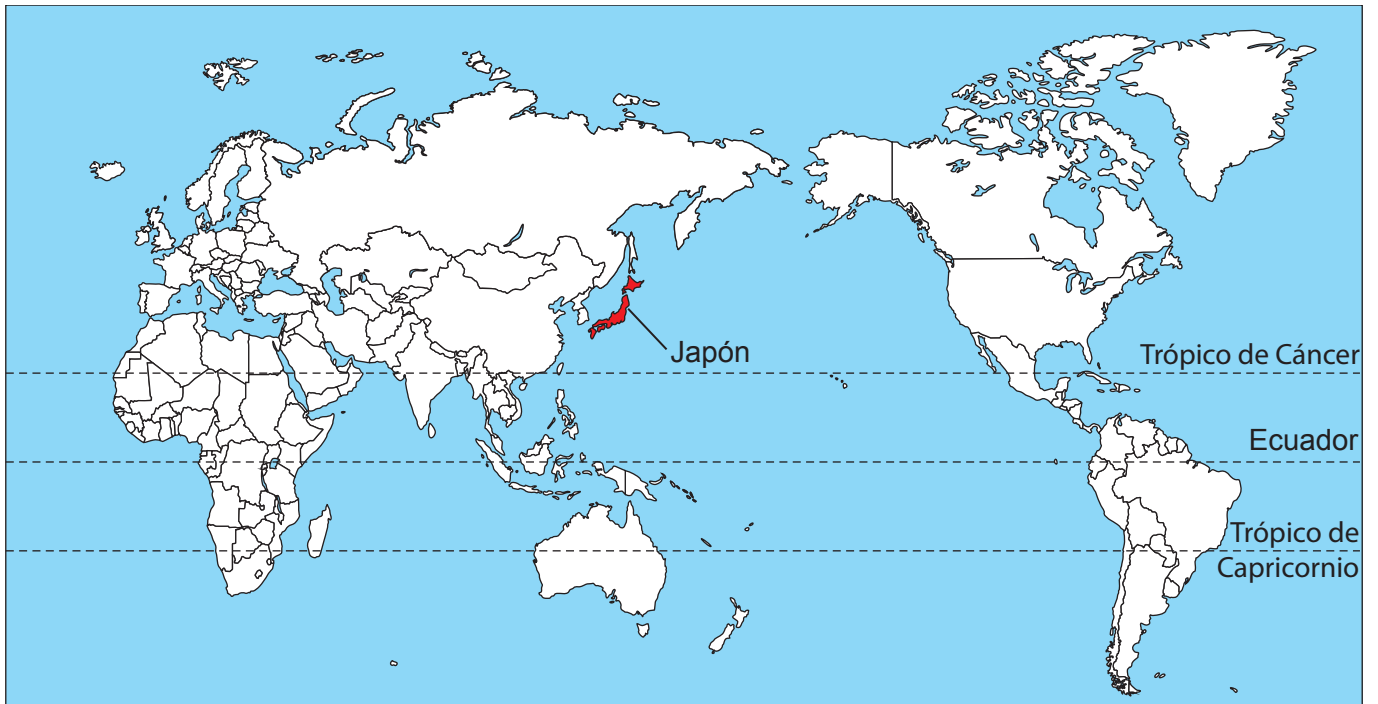 Japón
Trópico de Cáncer
Ecuador
Trópico de
Capricornio